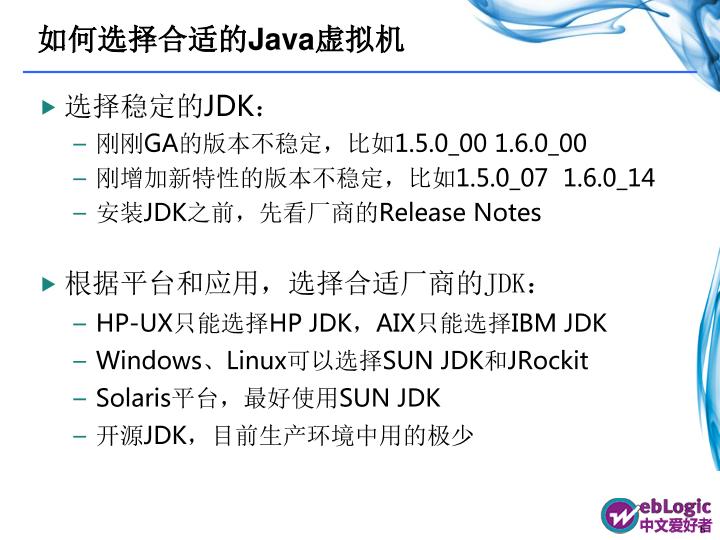 如何选择合适的Java虚拟机
选择稳定的JDK：
– 刚刚GA的版本不稳定，比如1.5.0_00 1.6.0_00
– 刚增加新特性的版本不稳定，比如1.5.0_07  1.6.0_14
– 安装JDK之前，先看厂商的Release Notes
根据平台和应用，选择合适厂商的JDK：
– HP-UX只能选择HP JDK，AIX只能选择IBM JDK
– Windows、Linux可以选择SUN JDK和JRockit
– Solaris平台，最好使用SUN JDK
– 开源JDK，目前生产环境中用的极少
WebLogic
中文爱好者